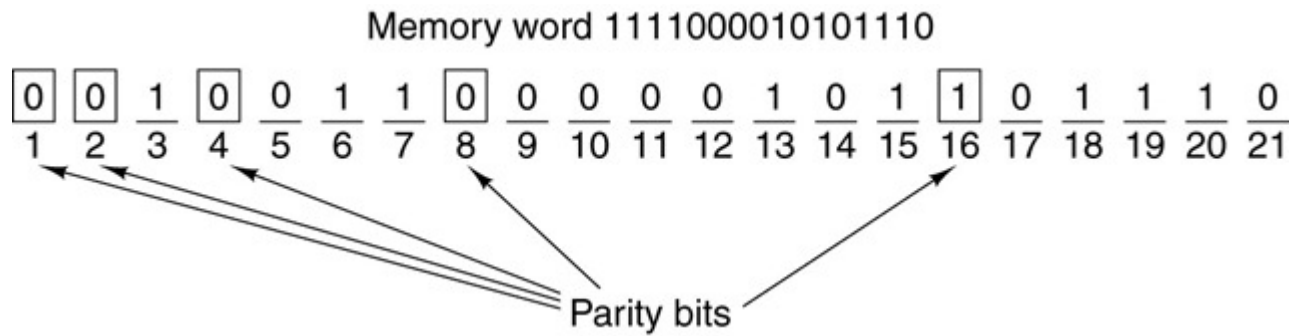 Memory word 1111000010101110
0 0 1 0 0 1 1 0 0 0 0 0 1 0 1 1 0 1 1 1 0
1 2 3 4 5 6 7 8 9 10 11 12 13 14 15 16 17 18 19 20 21
Parity bits